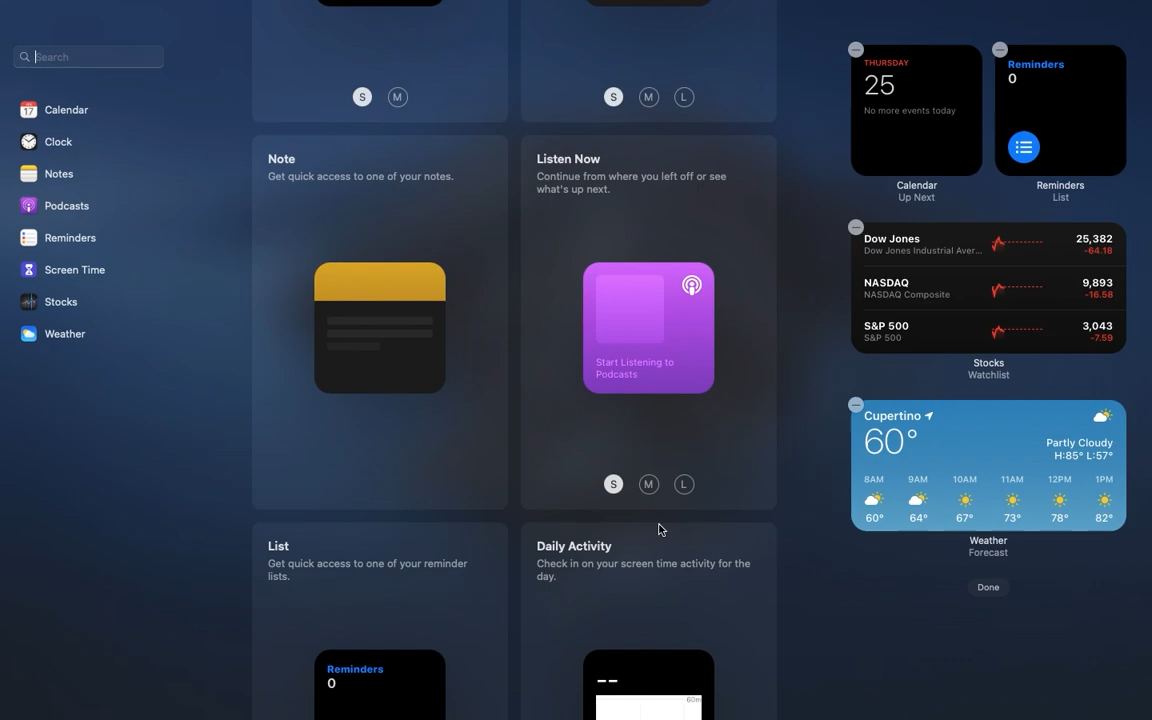 Search
Calendar
Clock
Notes
Podcasts
Reminders
Screen Time
Stocks
Weather
17
S
M
S
M
L
Note
Get quick access to one of your notes.
Listen Now
Continue from where you left off or see
what's up next.
Start Listening to
Podcasts
S
M
L
List
Get quick access to one of your reminder
lists.
Reminders
0
Daily Activity
Check in on your screen time activity for the
day.
--
60m
THURSDAY
25
No more events today
Calendar
Up Next
Reminders
0
Reminders
List
Dow Jones
Dow Jones Industrial Aver...
25,382
-64.18
NASDAQ
NASDAQ Composite
9,893
-16.58
S&P 500
S&P 500
3,043
-7.59
Stocks
Watchlist
Cupertino
60°
Partly Cloudy
H:85° L:57°
8AM 9AM 10AM 11AM 12PM 1PM
60° 64° 67° 73° 78° 82°
Weather
Forecast
Done